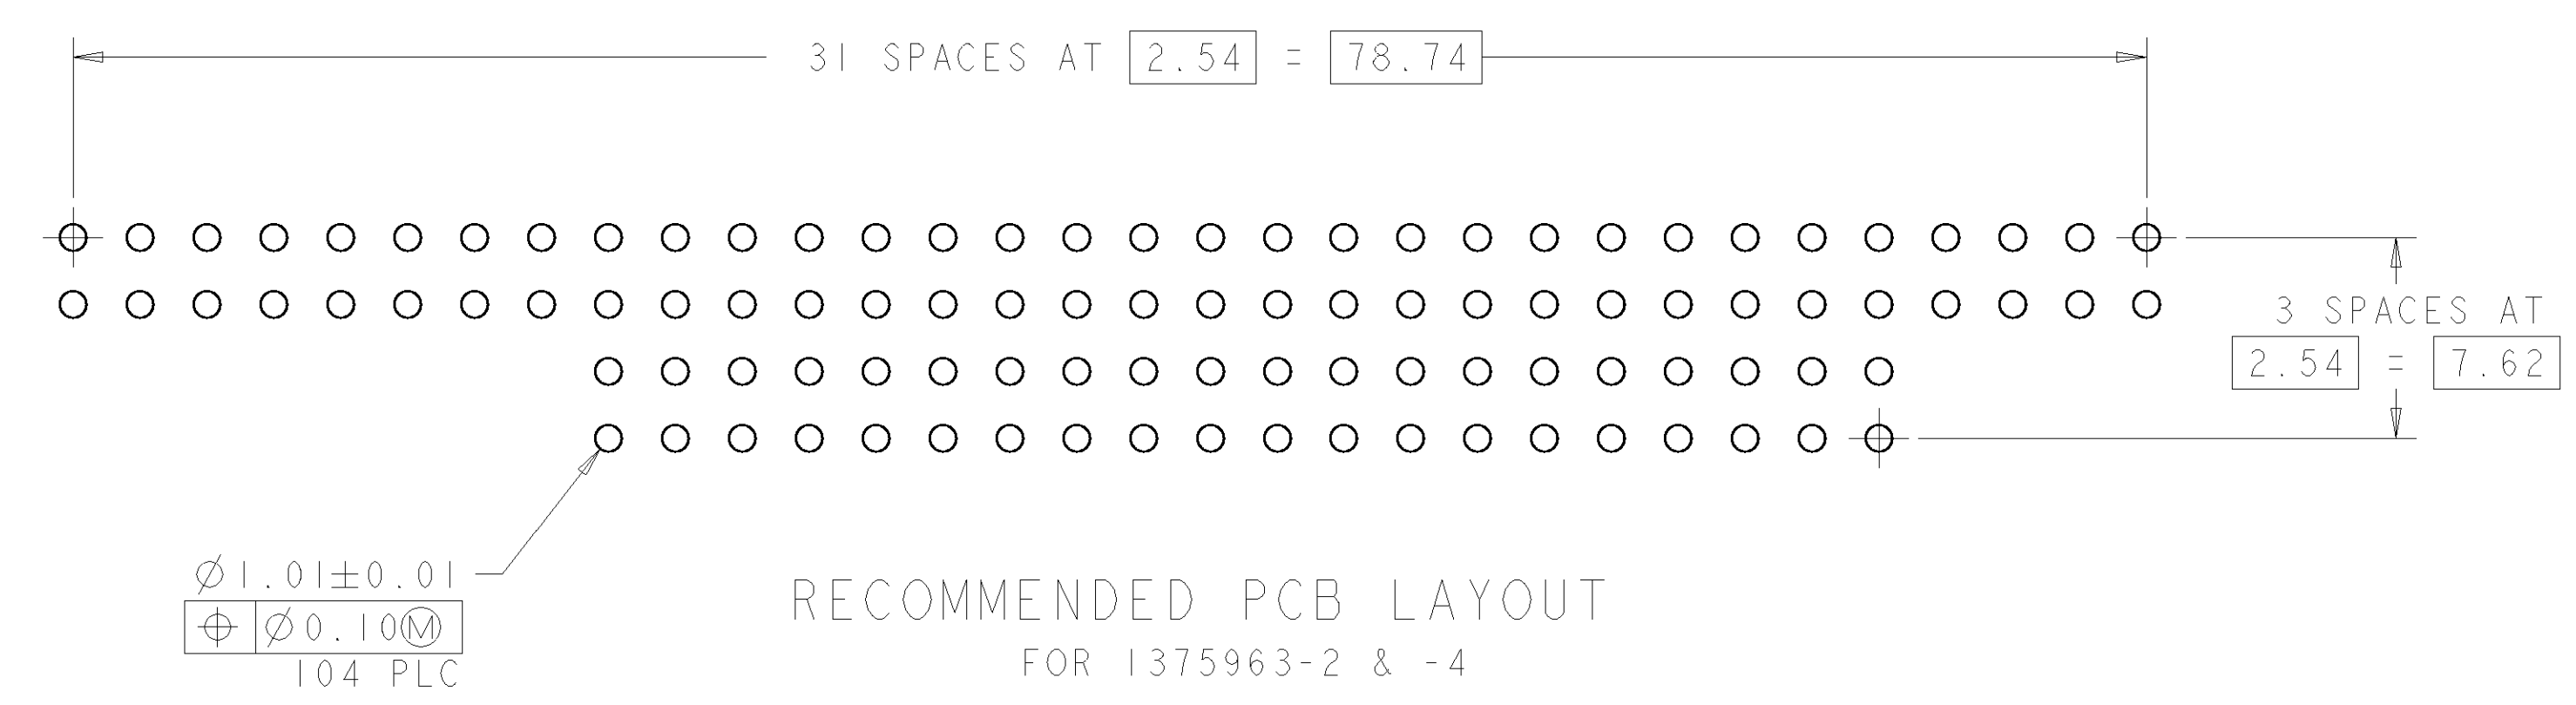 31 SPACES AT 2.54 = 78.74
3 SPACES AT
2.54 = 7.62
Ø1.01±0.01
⌖ Ø0.10Ⓜ
104 PLC
RECOMMENDED PCB LAYOUT
FOR 1375963-2 & -4